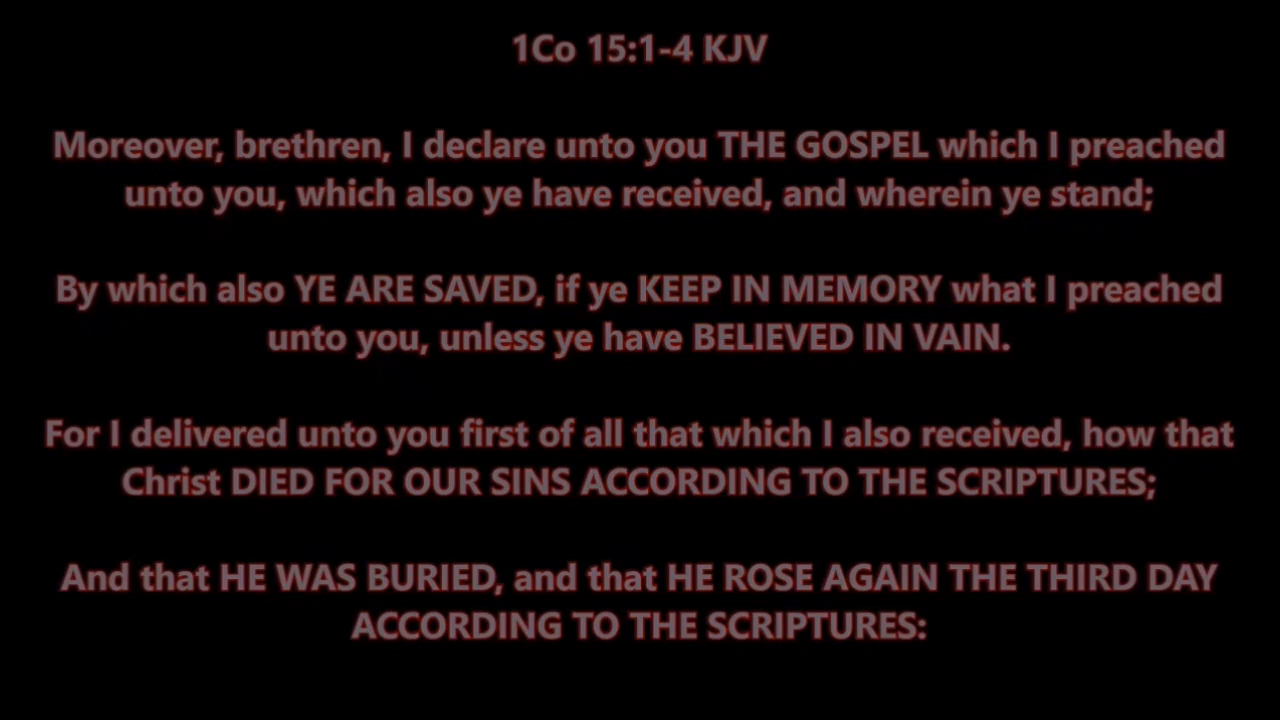 1Co 15:1-4 KJV
Moreover, brethren, I declare unto you THE GOSPEL which I preached
unto you, which also ye have received, and wherein ye stand;
By which also YE ARE SAVED, if ye KEEP IN MEMORY what I preached
unto you, unless ye have BELIEVED IN VAIN.
For I delivered unto you first of all that which I also received, how that
Christ DIED FOR OUR SINS ACCORDING TO THE SCRIPTURES;
And that HE WAS BURIED, and that HE ROSE AGAIN THE THIRD DAY
ACCORDING TO THE SCRIPTURES: